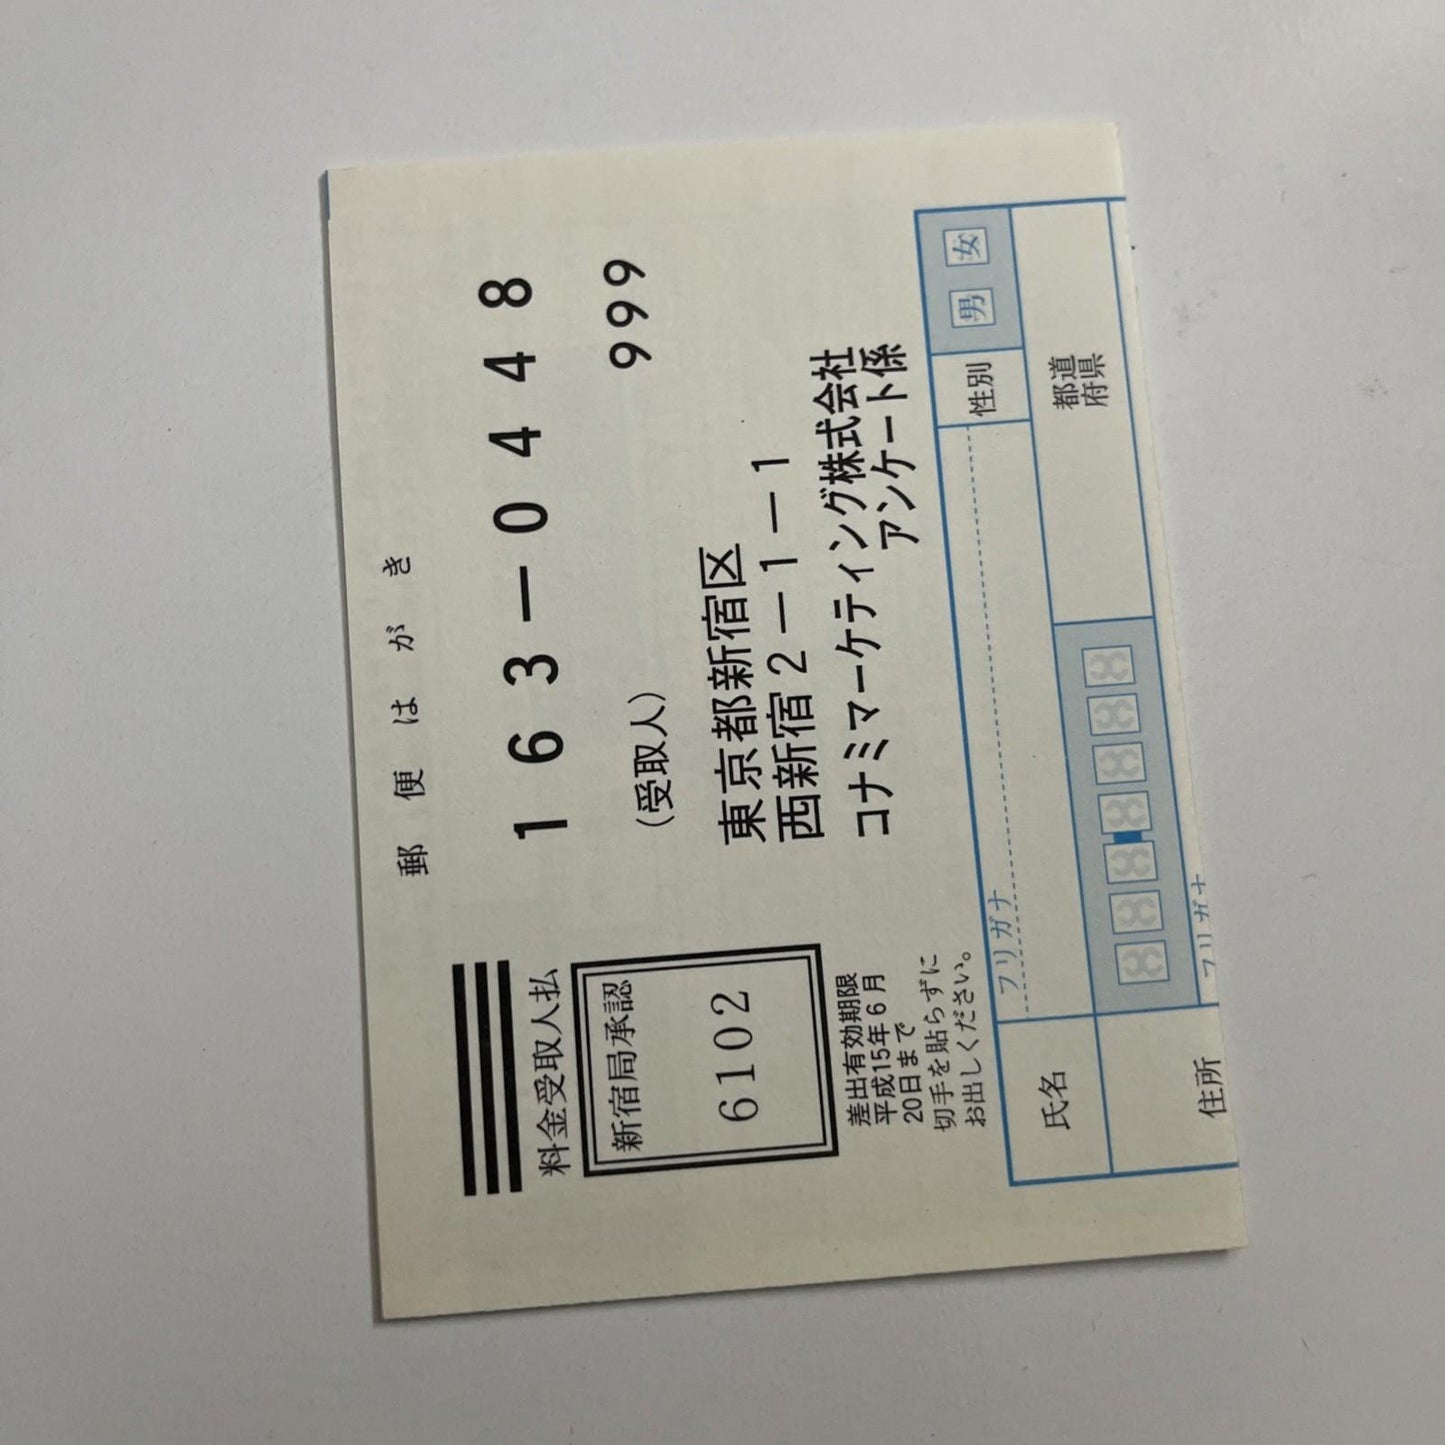 郵便はがき
163-0448
999
(受取人)
東京都新宿区
西新宿2-1-1
コナミマーケティング株式会社
アンケート係
料金受取人払
新宿局承認
6102
差出有効期限
平成15年6月
20日まで
切手を貼らずに
お出しください。
フリガナ
氏名
性別
男 女
住所
都道
府県
フリガナ